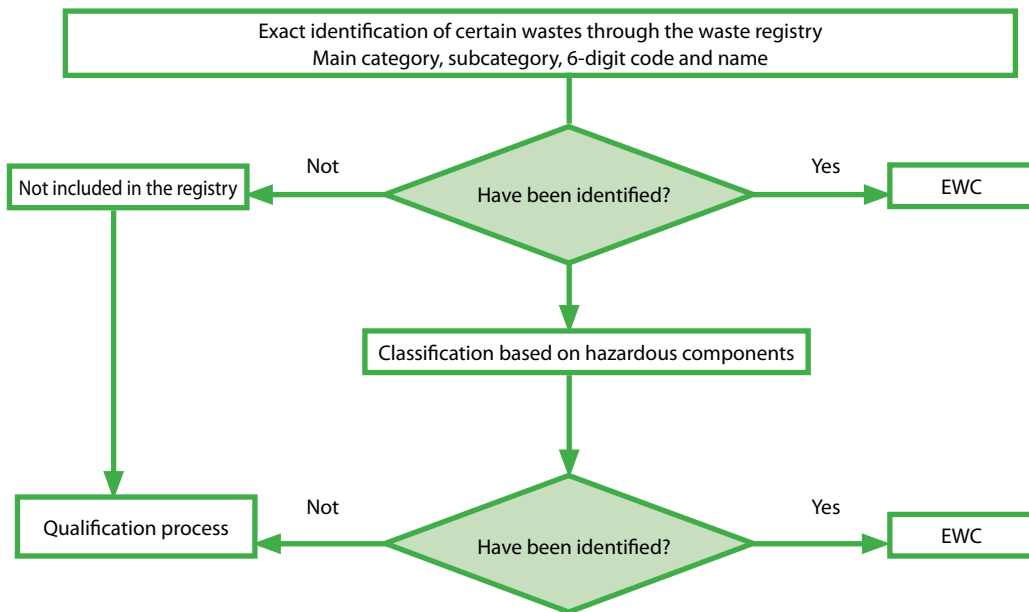 Exact identification of certain wastes through the waste registry
Main category, subcategory, 6-digit code and name
Not
Yes
Not included in the registry
Have been identified?
EWC
Classification based on hazardous components
Not
Yes
Qualification process
Have been identified?
EWC